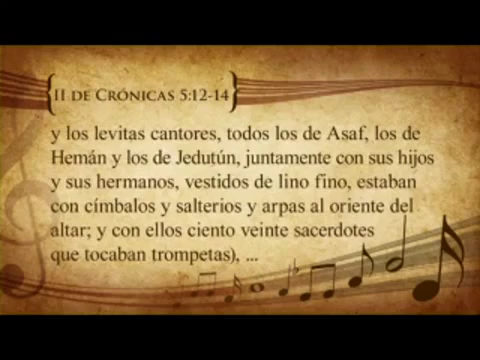 {II DE CRÓNICAS 5:12-14}
y los levitas cantores, todos los de Asaf, los de
Hemán y los de Jedutún, juntamente con sus hijos
y sus hermanos, vestidos de lino fino, estaban
con címbalos y salterios y arpas al oriente del
altar; y con ellos ciento veinte sacerdotes
que tocaban trompetas), ...